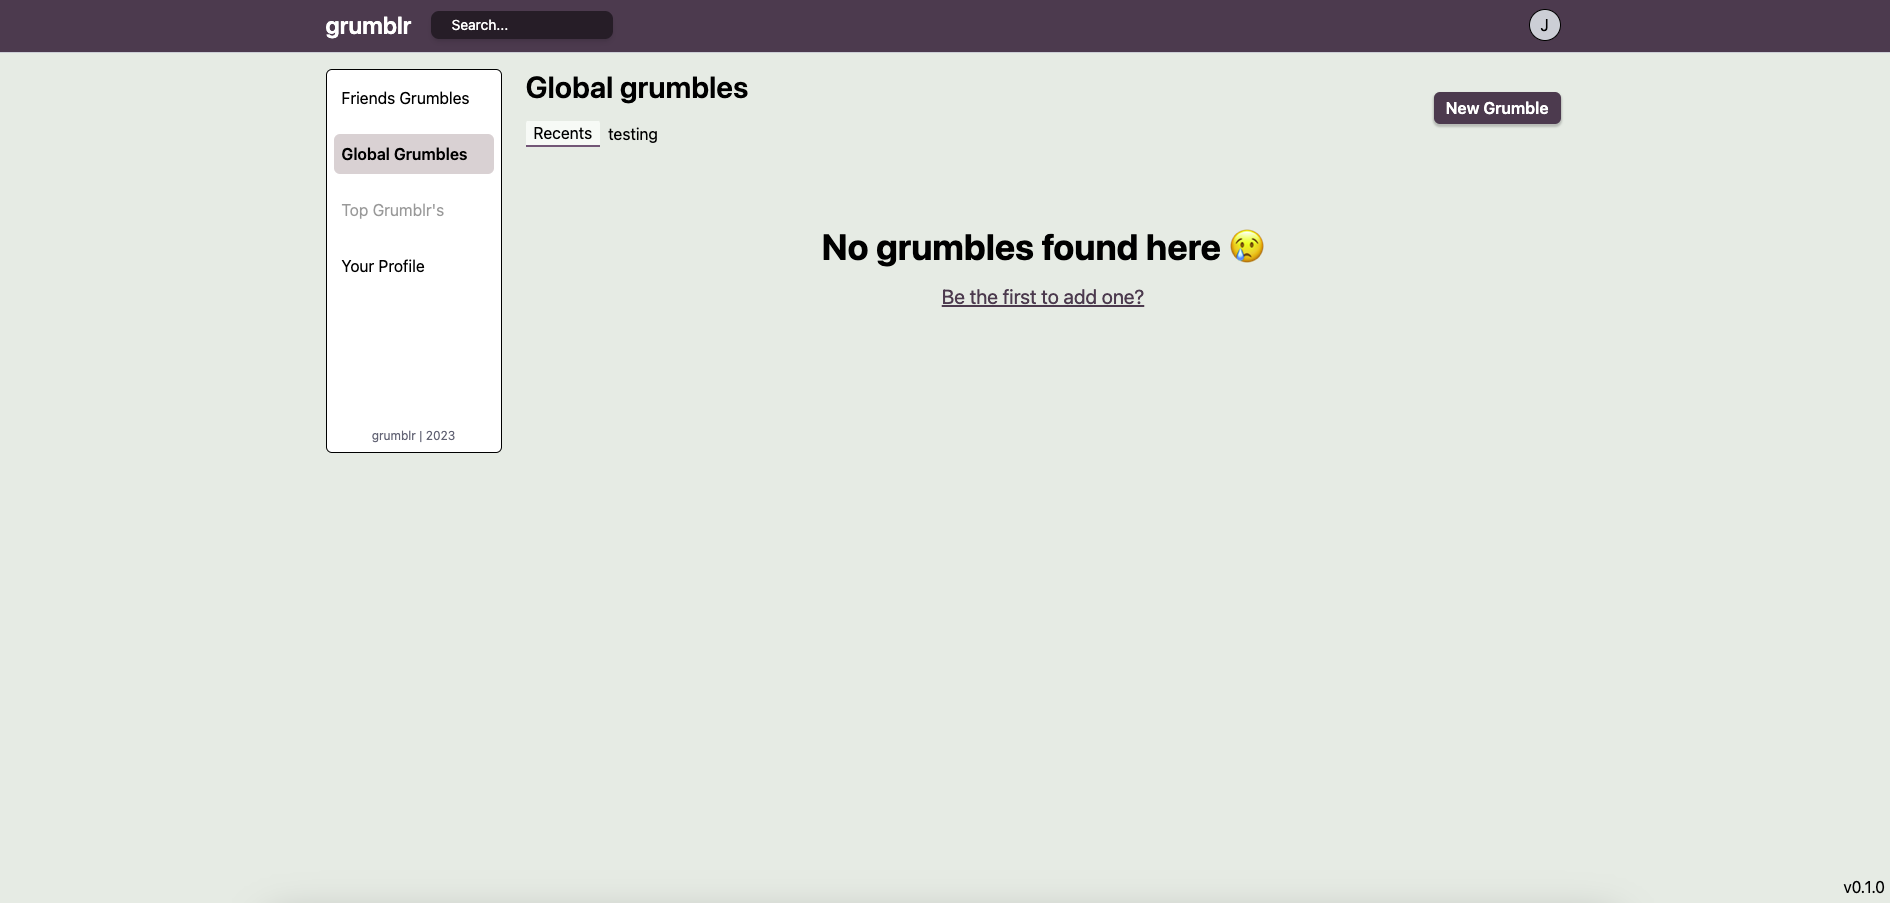 grumblr
Search...
J
Friends Grumbles
Global Grumbles
Top Grumblr's
Your Profile
grumblr | 2023
Global grumbles
New Grumble
Recents
testing
No grumbles found here 😢
Be the first to add one?
v0.1.0